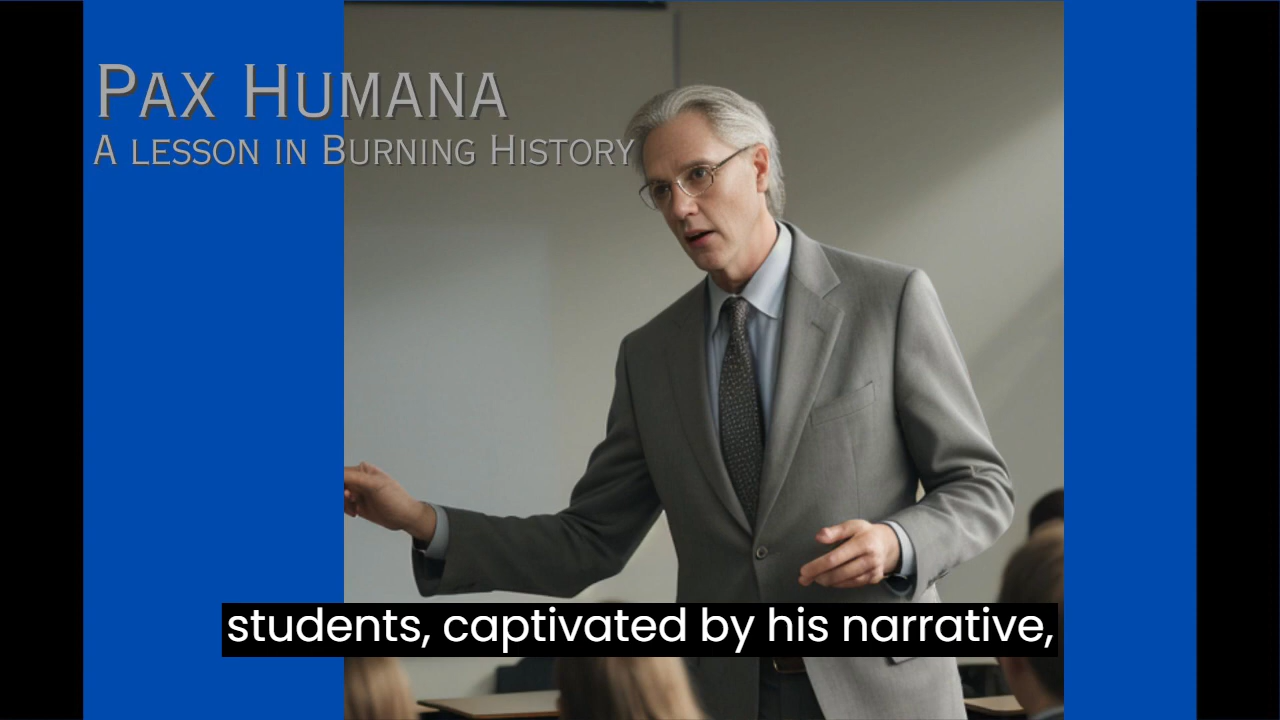 Pax Humana
A lesson in Burning History
students, captivated by his narrative,